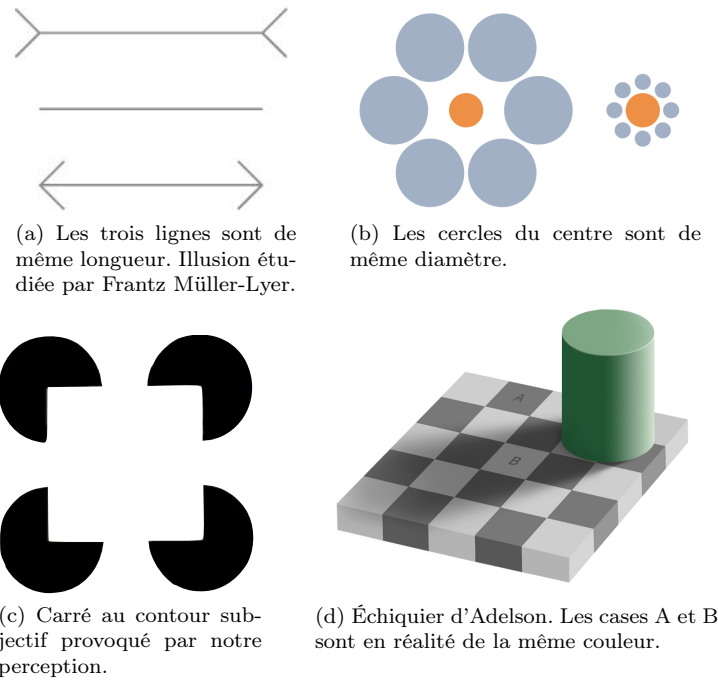 (a) Les trois lignes sont de
même longueur. Illusion étu-
diée par Frantz Müller-Lyer.
(b) Les cercles du centre sont de
même diamètre.
A
B
(c) Carré au contour sub-
jectif provoqué par notre
perception.
(d) Échiquier d'Adelson. Les cases A et B
sont en réalité de la même couleur.